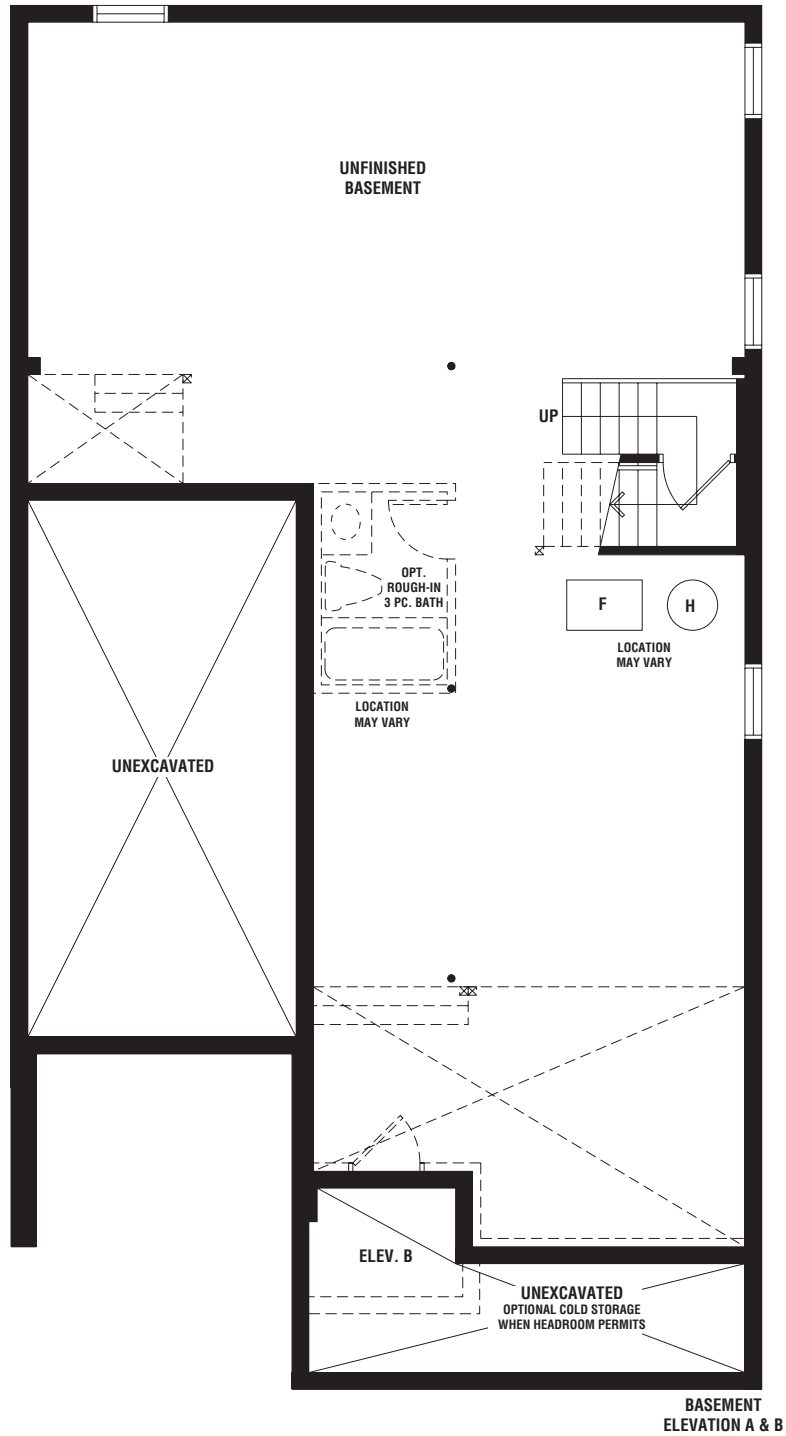 UNFINISHED
BASEMENT
UP
OPT.
ROUGH-IN
3 PC. BATH
F
H
LOCATION
MAY VARY
LOCATION
MAY VARY
UNEXCAVATED
ELEV. B
UNEXCAVATED
OPTIONAL COLD STORAGE
WHEN HEADROOM PERMITS
BASEMENT
ELEVATION A & B